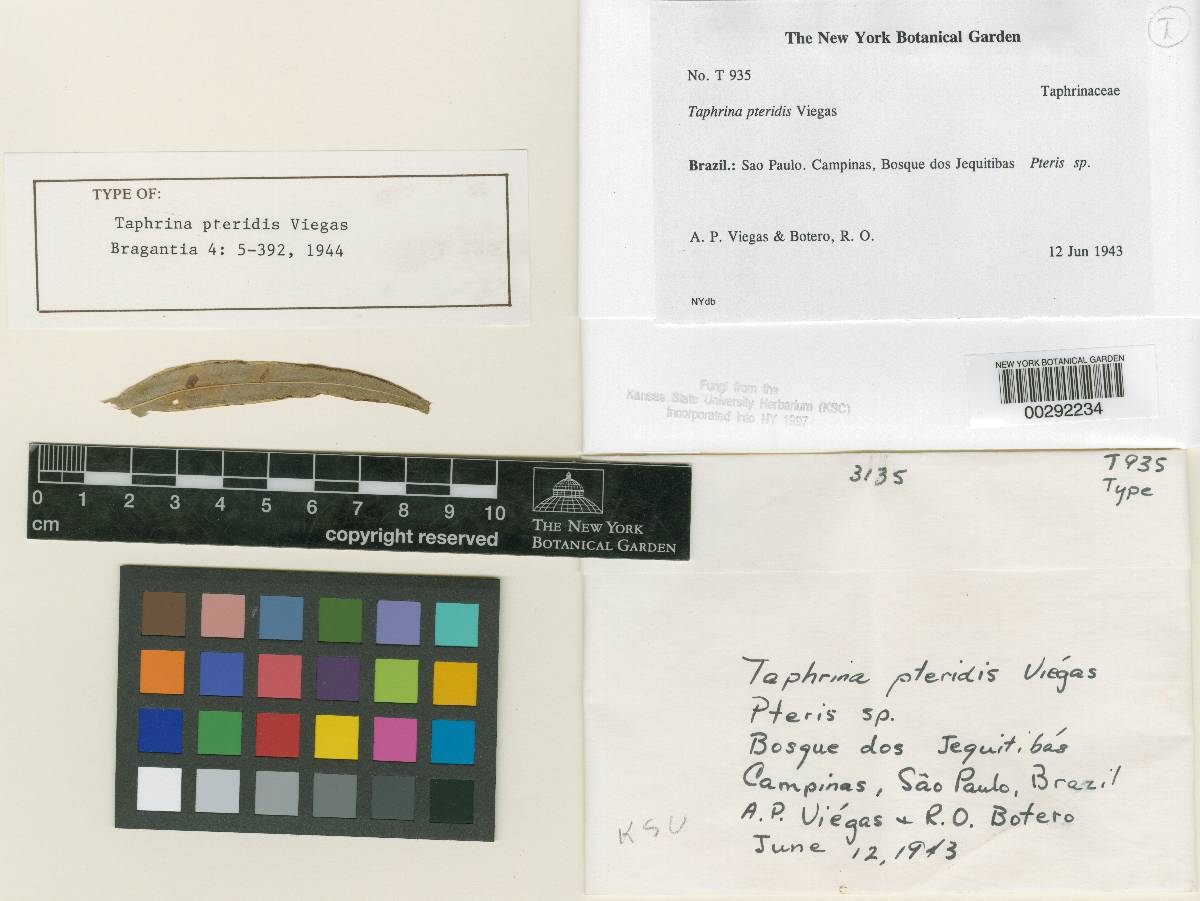 TYPE OF:
Taphrina pteridis Viegas
Bragantia 4: 5-392, 1944
T
The New York Botanical Garden
No. T 935
Taphrinaceae
Taphrina pteridis Viegas
Brazil.: Sao Paulo. Campinas, Bosque dos Jequitibas Pteris sp.
A. P. Viegas & Botero, R. O.
12 Jun 1943
NYdb
NEW YORK BOTANICAL GARDEN
00292234
Fungi from the
Kansas State University Herbarium (KSC)
Incorporated into NY 1997
0 1 2 3 4 5 6 7 8 9 10
cm
copyright reserved
THE NEW YORK
BOTANICAL GARDEN
3135
T935
Type
Taphrina pteridis Viégas
Pteris sp.
Bosque dos Jequitibás
Campinas, São Paulo, Brazil
A.P. Viégas & R.O. Botero
June 12, 1943
KSU